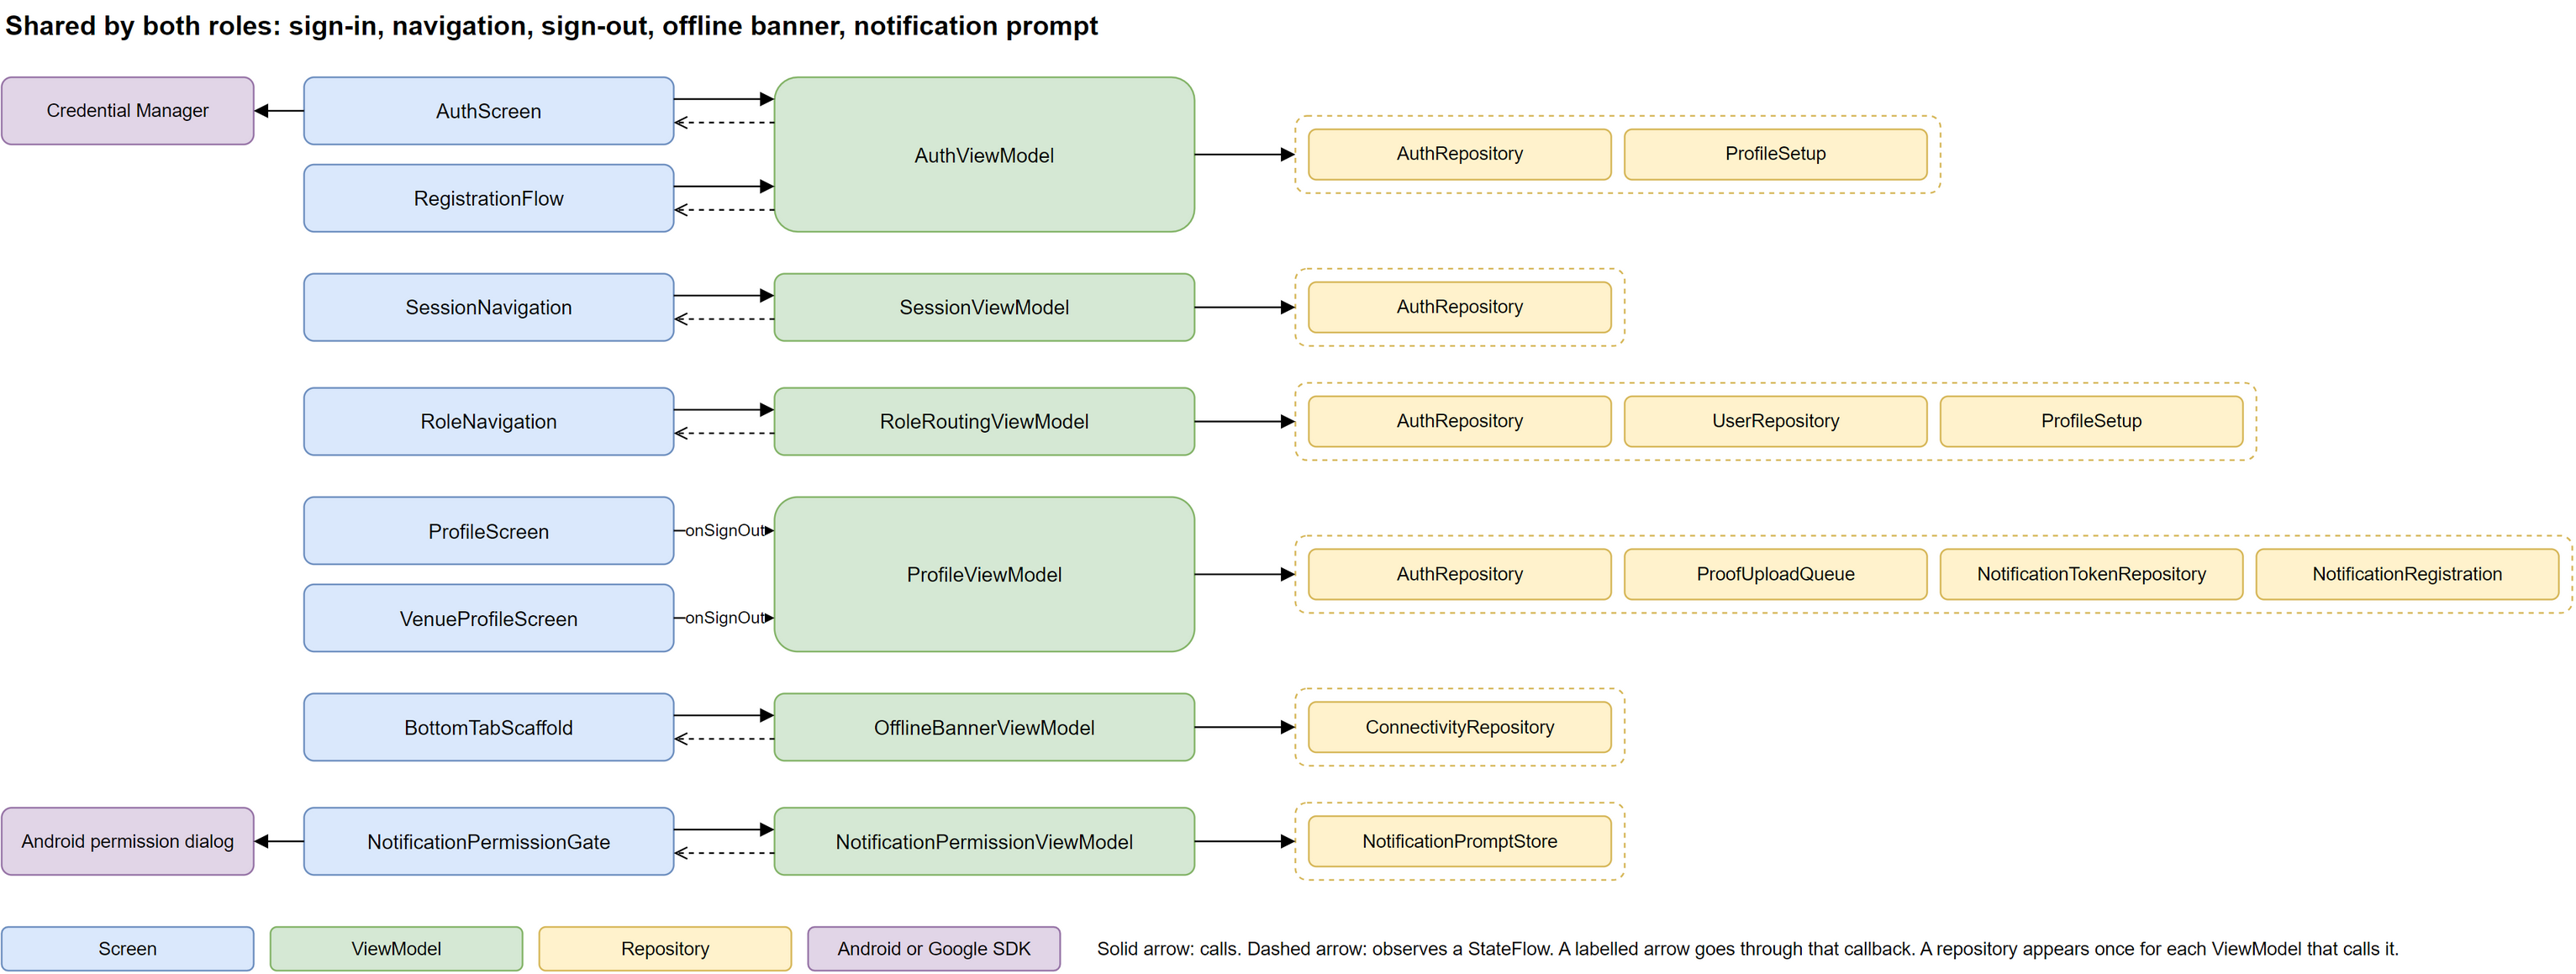 Shared by both roles: sign-in, navigation, sign-out, offline banner, notification prompt
Credential Manager
AuthScreen
RegistrationFlow
AuthViewModel
AuthRepository
ProfileSetup
SessionNavigation
SessionViewModel
AuthRepository
RoleNavigation
RoleRoutingViewModel
AuthRepository
UserRepository
ProfileSetup
ProfileScreen
onSignOut
VenueProfileScreen
onSignOut
ProfileViewModel
AuthRepository
ProofUploadQueue
NotificationTokenRepository
NotificationRegistration
BottomTabScaffold
OfflineBannerViewModel
ConnectivityRepository
Android permission dialog
NotificationPermissionGate
NotificationPermissionViewModel
NotificationPromptStore
Screen
ViewModel
Repository
Android or Google SDK
Solid arrow: calls. Dashed arrow: observes a StateFlow. A labelled arrow goes through that callback. A repository appears once for each ViewModel that calls it.